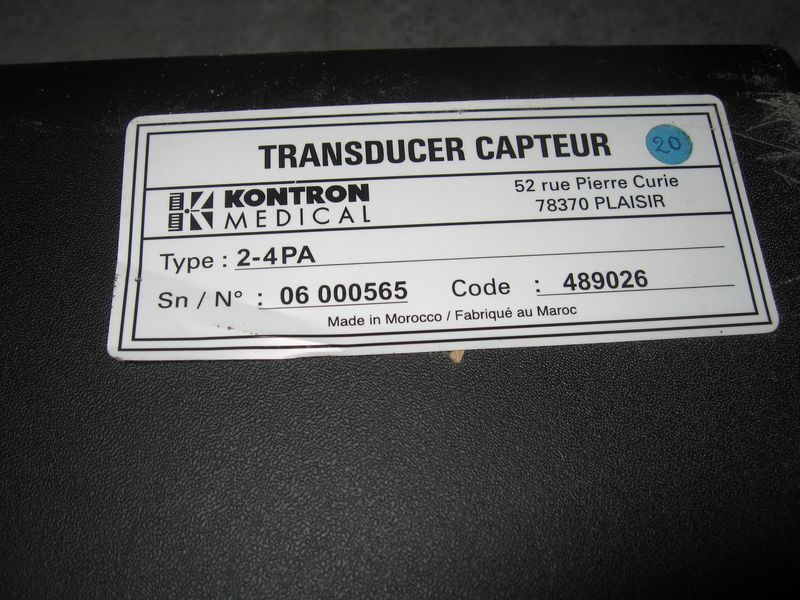 TRANSDUCER CAPTEUR
20
KONTRON
MEDICAL
52 rue Pierre Curie
78370 PLAISIR
Type : 2-4PA
Sn / N° : 06 000565 Code : 489026
Made in Morocco / Fabriqué au Maroc